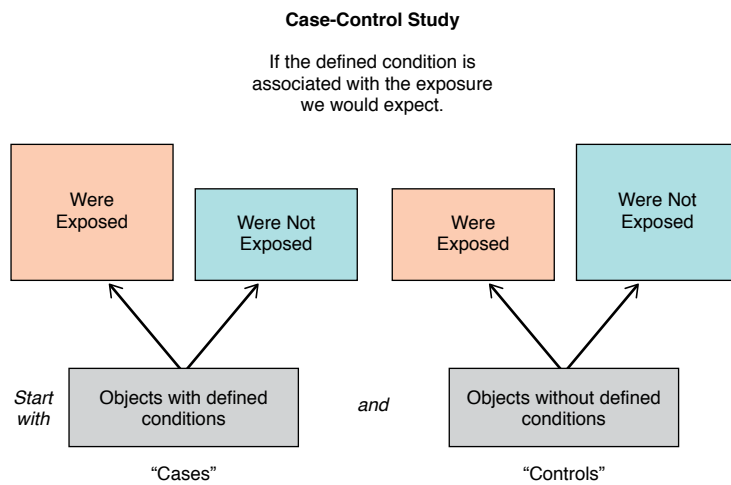 Case-Control Study
If the defined condition is
associated with the exposure
we would expect.
Were
Exposed
Were Not
Exposed
Were
Exposed
Were Not
Exposed
Start
with
Objects with defined
conditions
and
Objects without defined
conditions
“Cases”
“Controls”